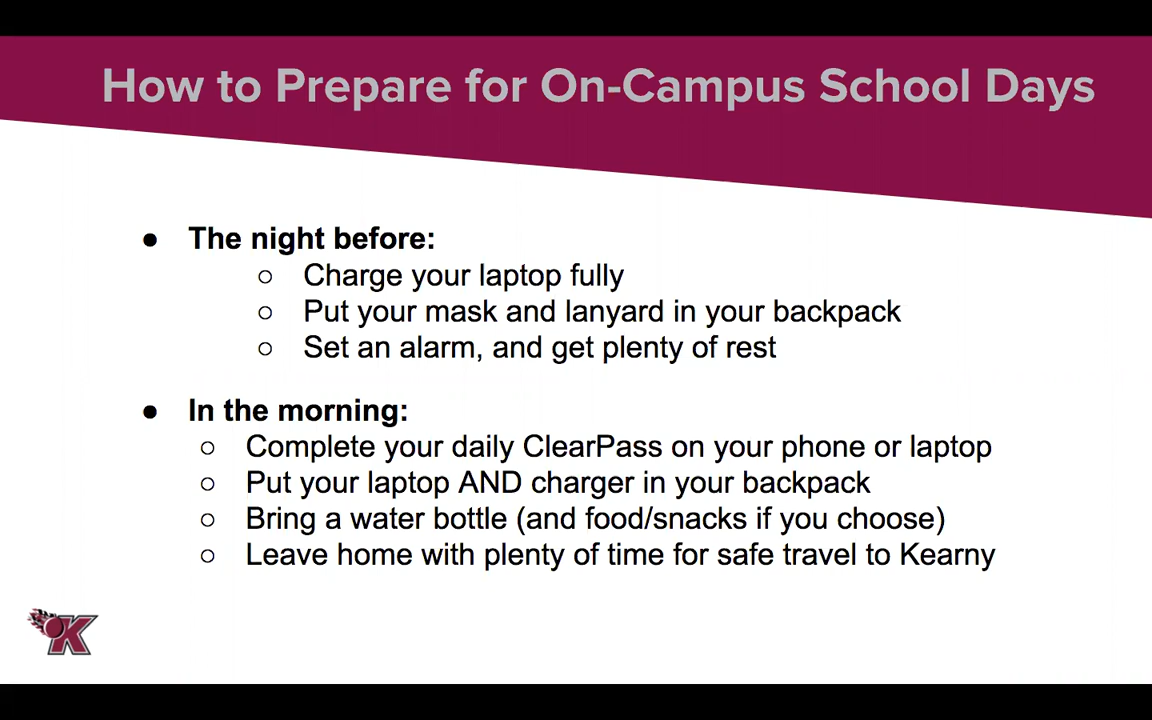 How to Prepare for On-Campus School Days
● The night before:
○ Charge your laptop fully
○ Put your mask and lanyard in your backpack
○ Set an alarm, and get plenty of rest
● In the morning:
○ Complete your daily ClearPass on your phone or laptop
○ Put your laptop AND charger in your backpack
○ Bring a water bottle (and food/snacks if you choose)
○ Leave home with plenty of time for safe travel to Kearny
K